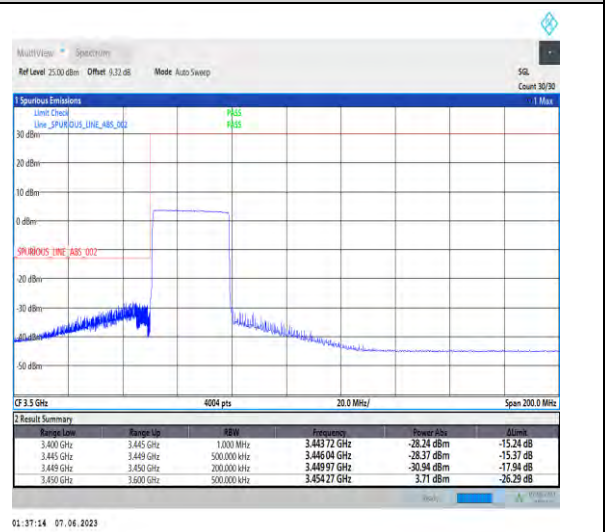 MultiView Spectrum
Ref Level 25.00 dBm Offset 9.32 dB Mode Auto Sweep SGL
Count 30/30
1 Spurious Emissions 1 Max
Limit Check PASS
Line _SPURIOUS_LINE_ABS_002 PASS
30 dBm
20 dBm
10 dBm
0 dBm
_SPURIOUS_LINE_ABS_002
-20 dBm
-30 dBm
-40 dBm
-50 dBm
CF 3.5 GHz 4004 pts 20.0 MHz/ Span 200.0 MHz
2 Result Summary
Range Low Range Up RBW Frequency Power Abs ΔLimit
3.400 GHz 3.445 GHz 1.000 MHz 3.44372 GHz -28.24 dBm -15.24 dB
3.445 GHz 3.449 GHz 500.000 kHz 3.44604 GHz -28.37 dBm -15.37 dB
3.449 GHz 3.450 GHz 200.000 kHz 3.44997 GHz -30.94 dBm -17.94 dB
3.450 GHz 3.600 GHz 500.000 kHz 3.45427 GHz 3.71 dBm -26.29 dB
Ready
01:37:14 07.06.2023